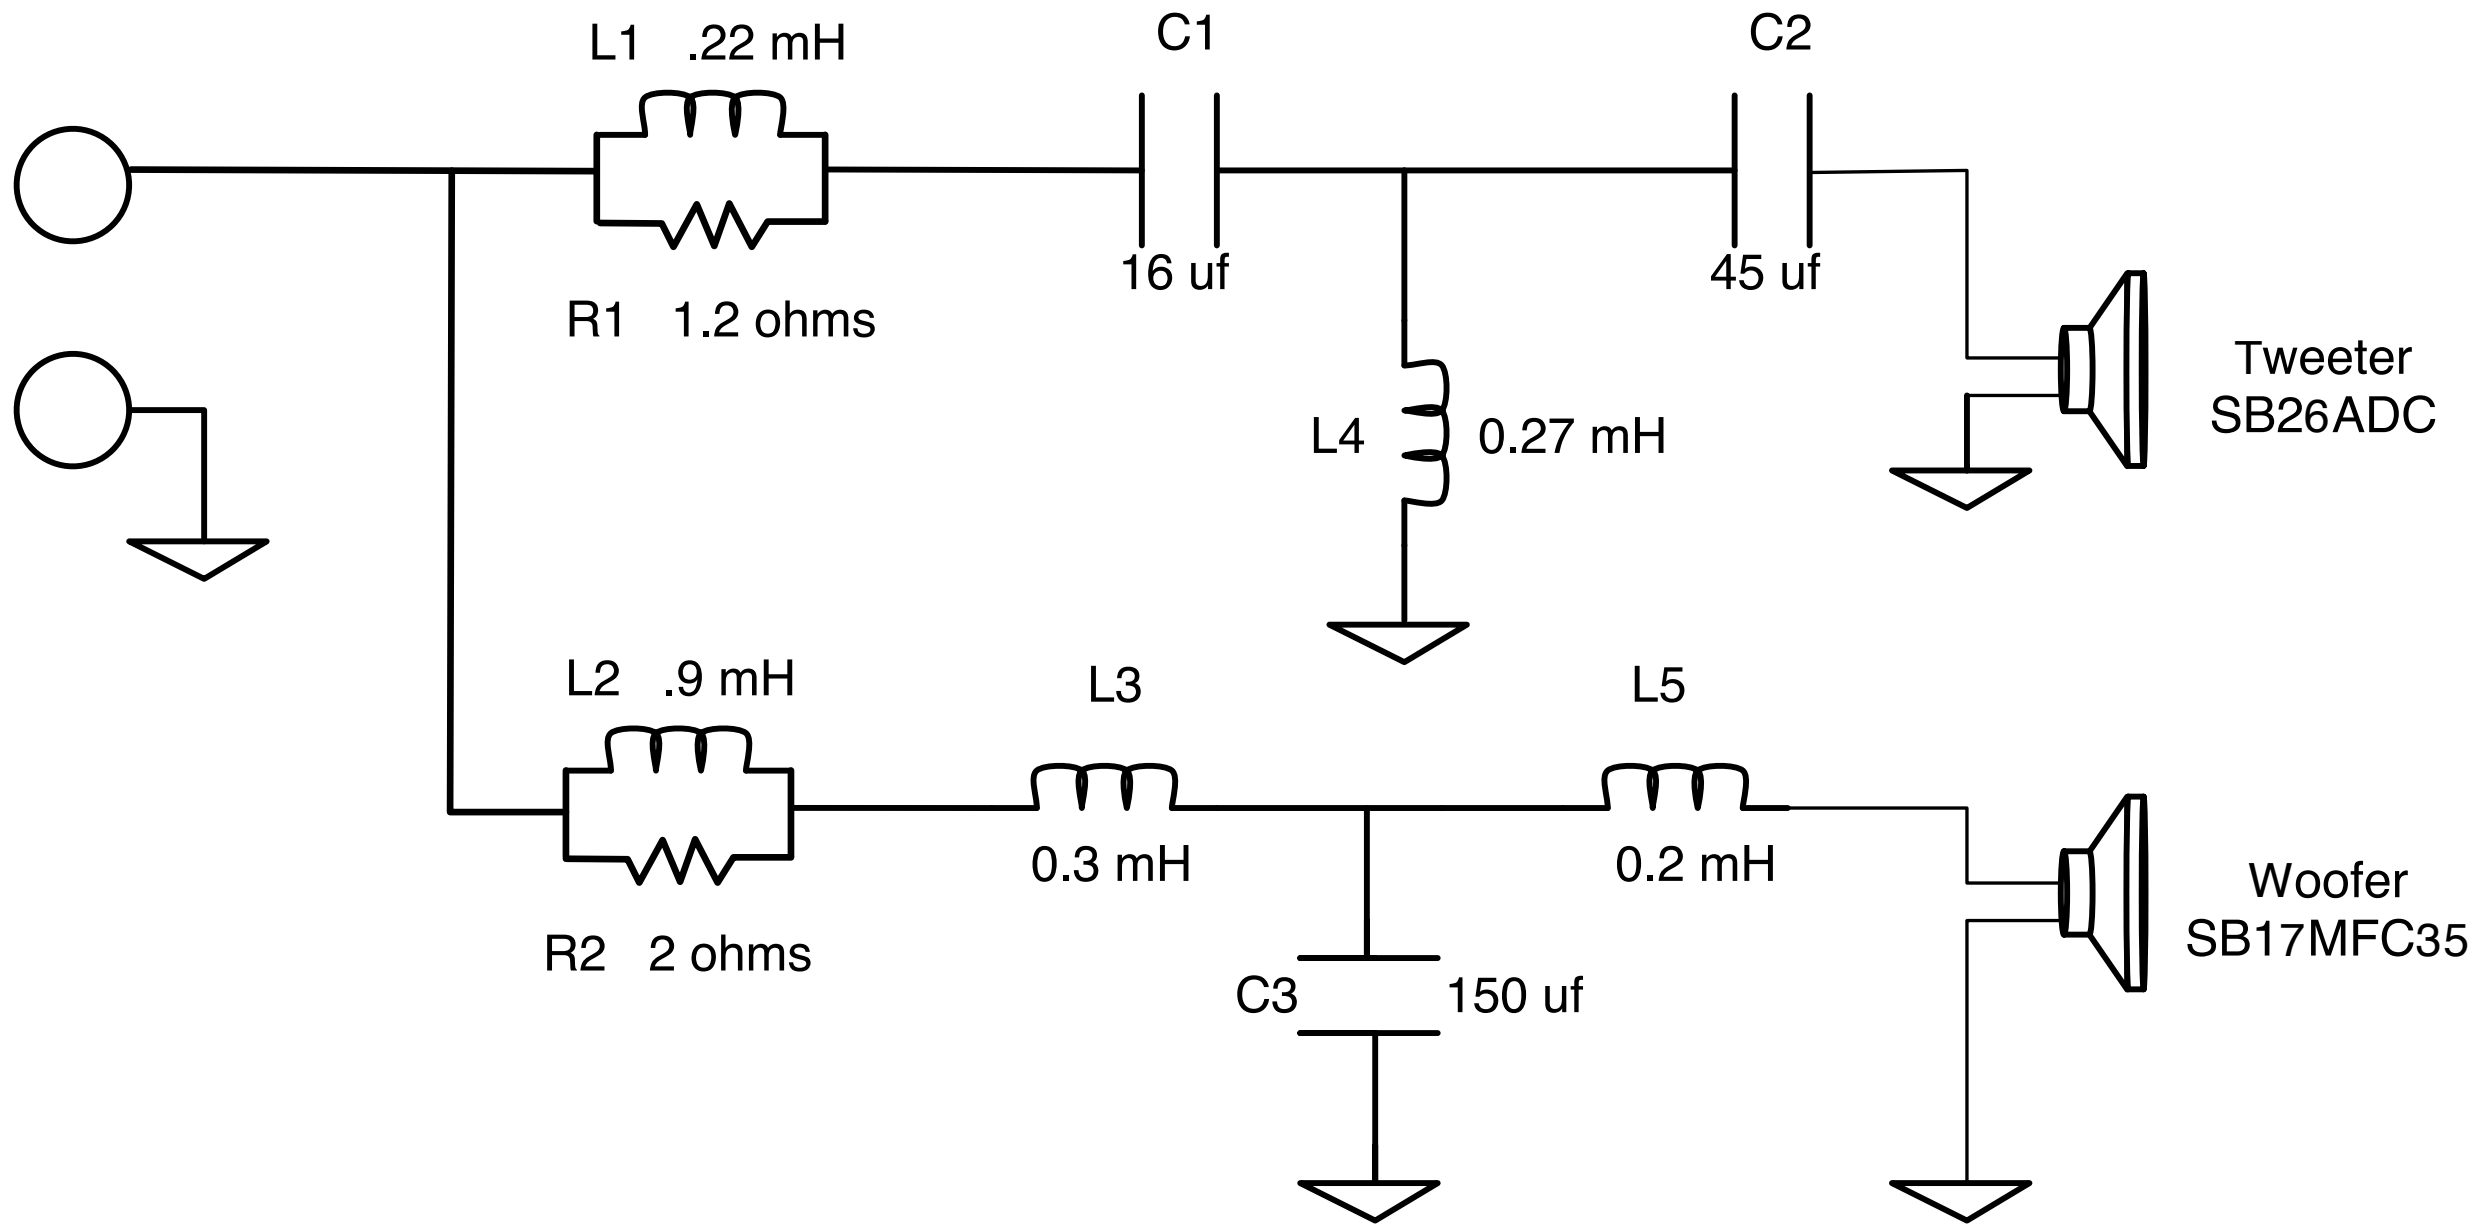 L1 .22 mH
C1
C2
R1 1.2 ohms
16 uf
45 uf
Tweeter
SB26ADC
L4 0.27 mH
L2 .9 mH
L3
L5
0.3 mH
0.2 mH
R2 2 ohms
Woofer
SB17MFC35
C3 150 uf